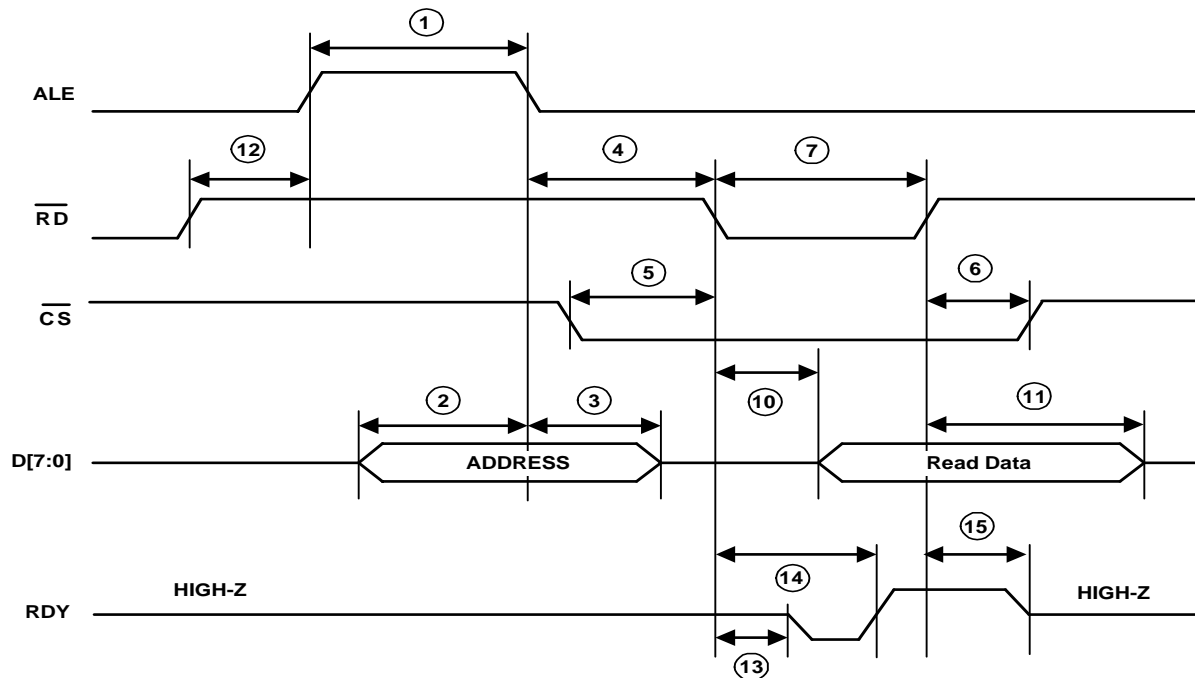 1
ALE
12
4
7
RD
5
6
CS
10
2
3
11
D[7:0]
ADDRESS
Read Data
15
14
HIGH-Z
HIGH-Z
RDY
13